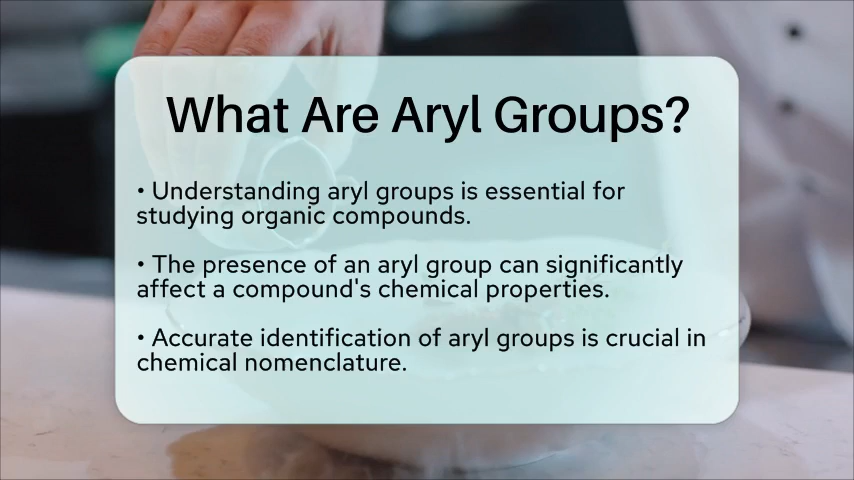 What Are Aryl Groups?
• Understanding aryl groups is essential for
studying organic compounds.
• The presence of an aryl group can significantly
affect a compound's chemical properties.
• Accurate identification of aryl groups is crucial in
chemical nomenclature.